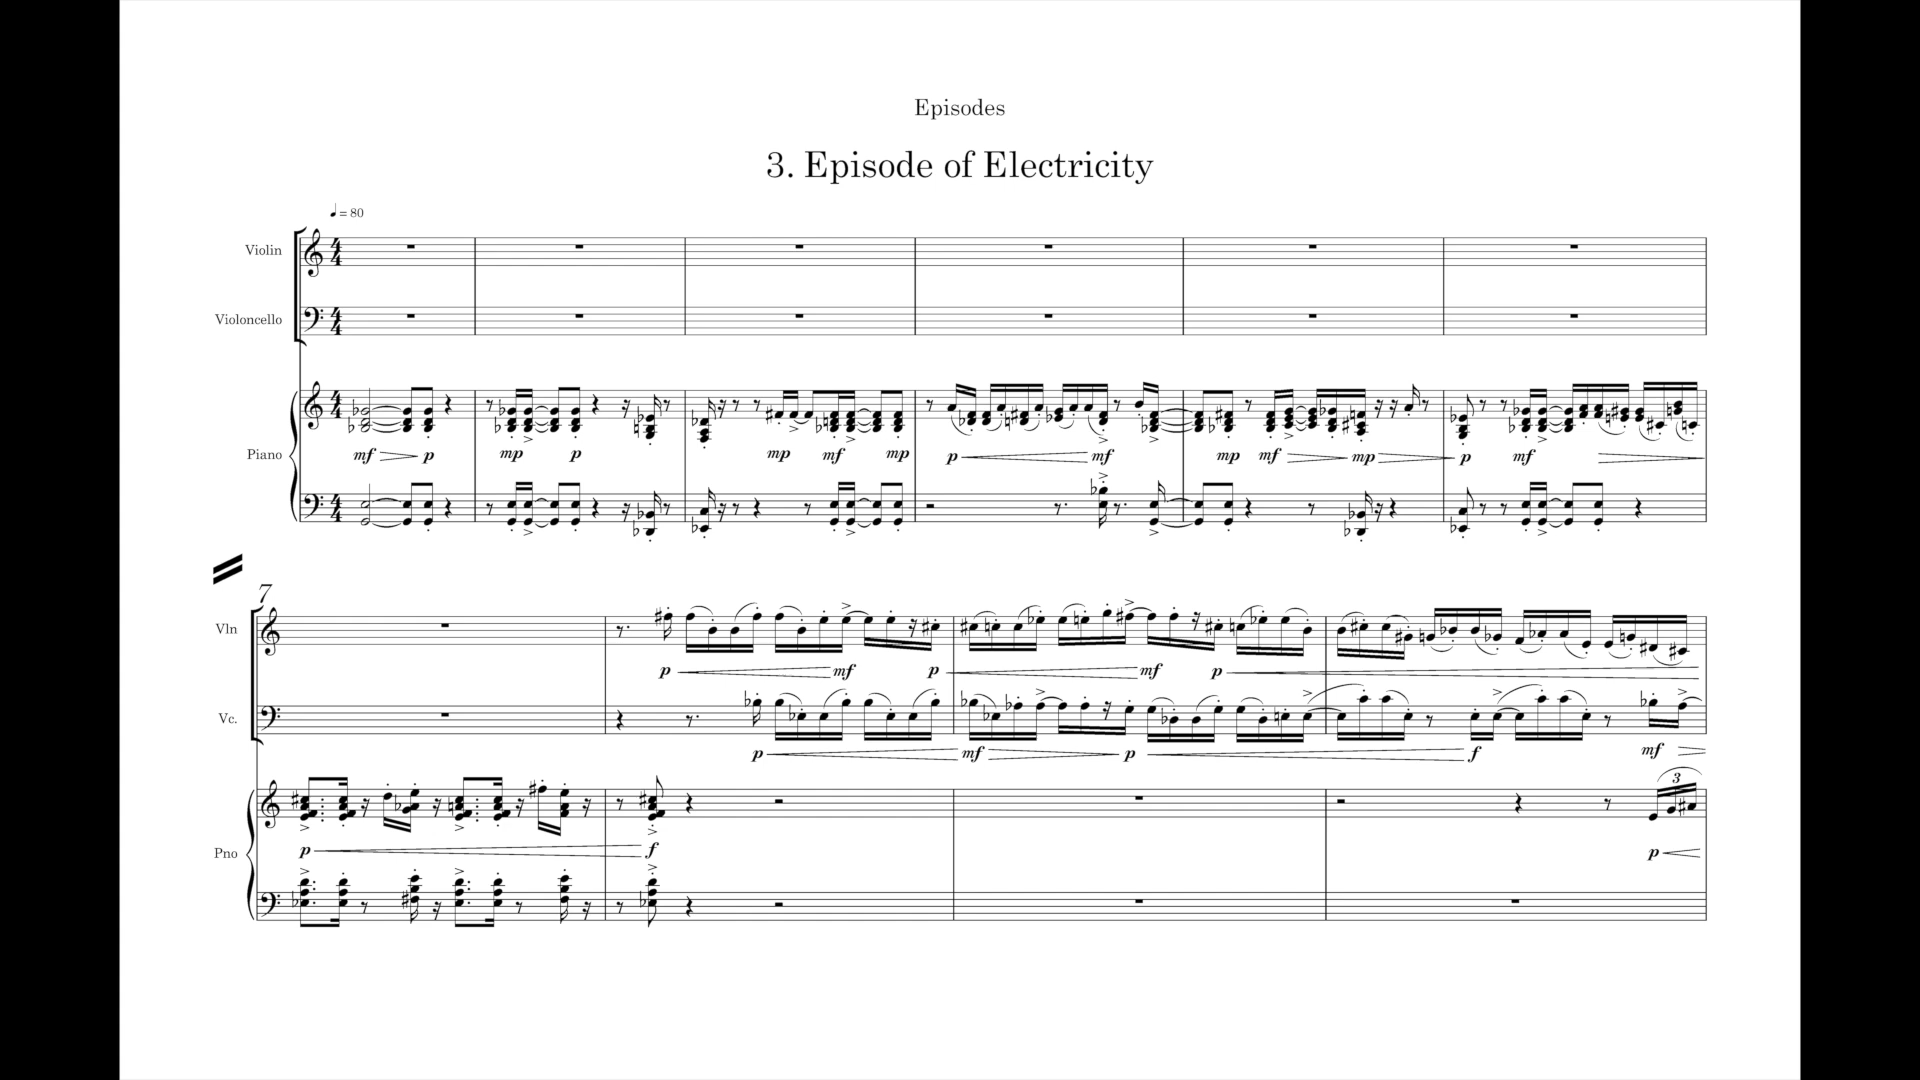 Episodes
3. Episode of Electricity
♩= 80
Violin
Violoncello
Piano
mf p mp p mp mf mp p mf mp mf mp p mf
7
Vln
p mf p mf p
Vc.
p mf p f mf
3
Pno
p f p